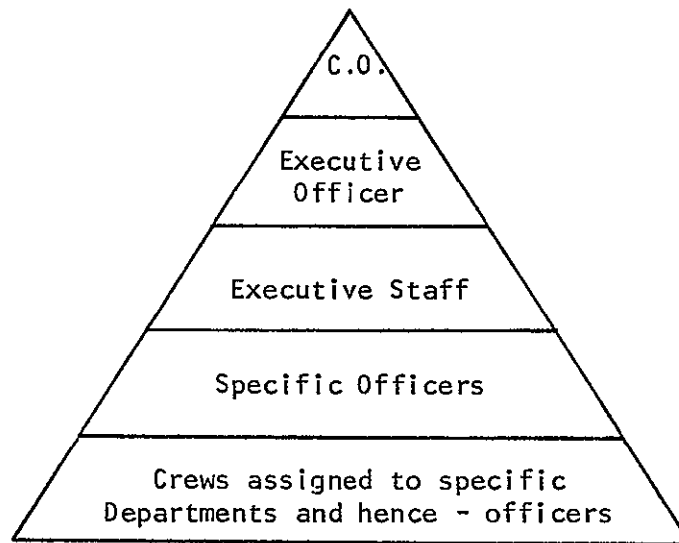 C.O.
Executive
Officer
Executive Staff
Specific Officers
Crews assigned to specific
Departments and hence - officers